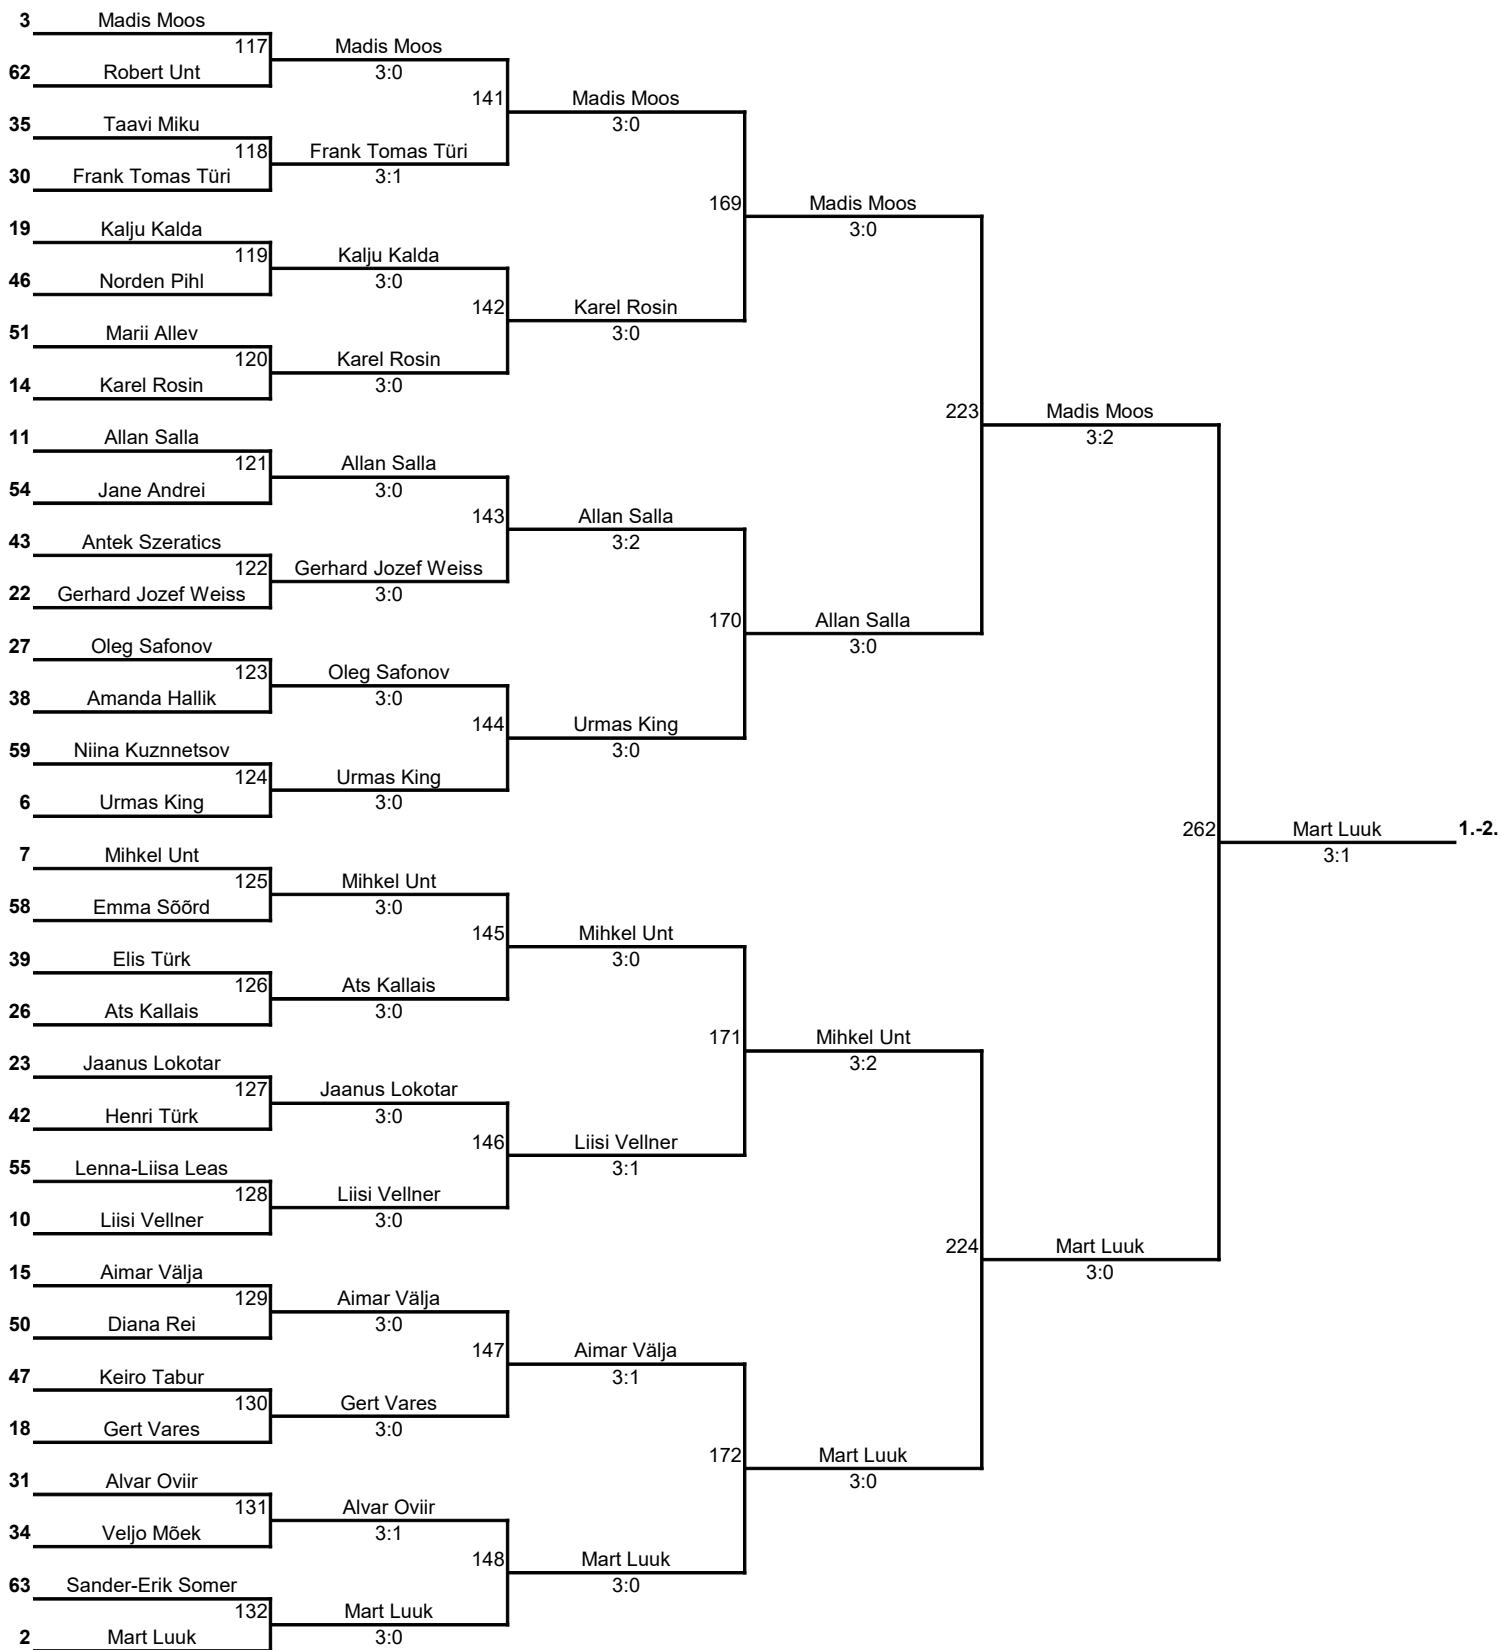 3 Madis Moos
117 Madis Moos
62 Robert Unt 3:0
141 Madis Moos
35 Taavi Miku 3:0
118 Frank Tomas Türi
30 Frank Tomas Türi 3:1
169 Madis Moos
19 Kalju Kalda 3:0
119 Kalju Kalda
46 Norden Pihl 3:0
142 Karel Rosin
51 Marii Allev 3:0
120 Karel Rosin
14 Karel Rosin 3:0
223 Madis Moos
11 Allan Salla 3:2
121 Allan Salla
54 Jane Andrei 3:0
143 Allan Salla
43 Antek Szeratics 3:2
122 Gerhard Jozef Weiss
22 Gerhard Jozef Weiss 3:0
170 Allan Salla
27 Oleg Safonov 3:0
123 Oleg Safonov
38 Amanda Hallik 3:0
144 Urmas King
59 Niina Kuznnetsov 3:0
124 Urmas King
6 Urmas King 3:0
262 Mart Luuk 1.-2.
7 Mihkel Unt 3:1
125 Mihkel Unt
58 Emma Sõõrd 3:0
145 Mihkel Unt
39 Elis Türk 3:0
126 Ats Kallais
26 Ats Kallais 3:0
171 Mihkel Unt
23 Jaanus Lokotar 3:2
127 Jaanus Lokotar
42 Henri Türk 3:0
146 Liisi Vellner
55 Lenna-Liisa Leas 3:1
128 Liisi Vellner
10 Liisi Vellner 3:0
224 Mart Luuk
15 Aimar Välja 3:0
129 Aimar Välja
50 Diana Rei 3:0
147 Aimar Välja
47 Keiro Tabur 3:1
130 Gert Vares
18 Gert Vares 3:0
172 Mart Luuk
31 Alvar Oviir 3:0
131 Alvar Oviir
34 Veljo Mõek 3:1
148 Mart Luuk
63 Sander-Erik Somer 3:0
132 Mart Luuk
2 Mart Luuk 3:0